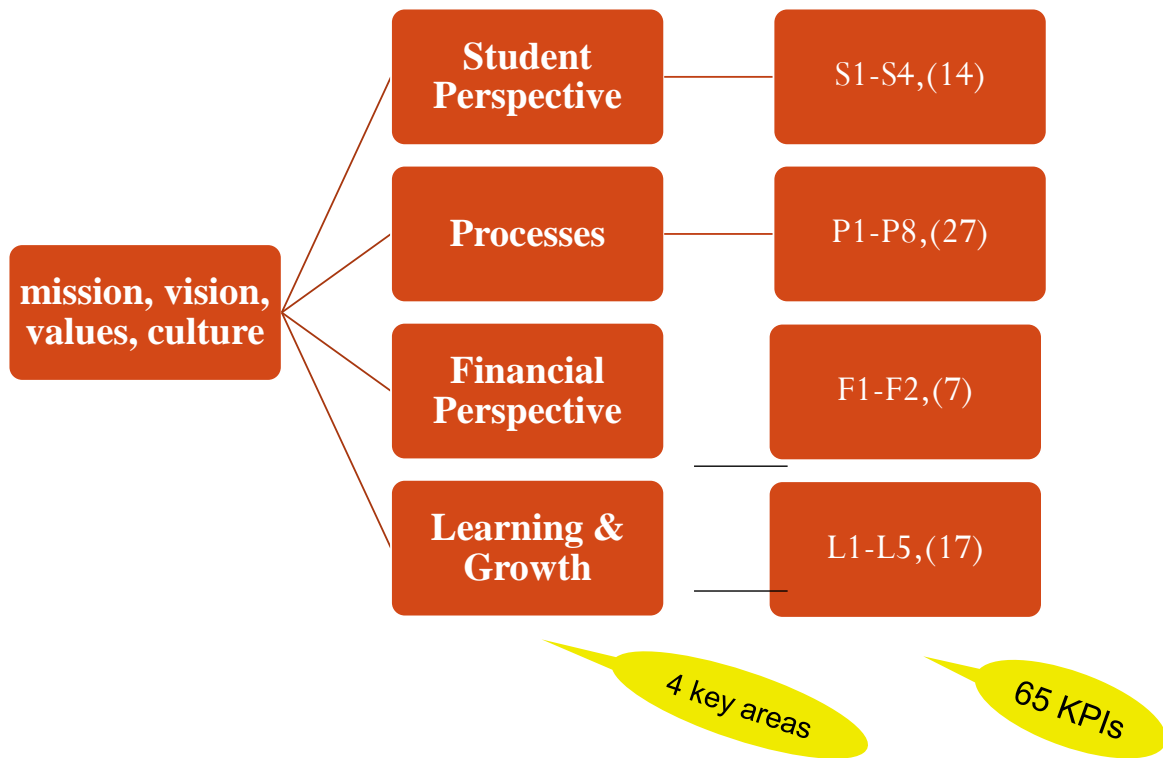 Student
Perspective
S1-S4,(14)
Processes
P1-P8,(27)
mission, vision,
values, culture
Financial
Perspective
F1-F2,(7)
Learning &
Growth
L1-L5,(17)
4 key areas
65 KPIs